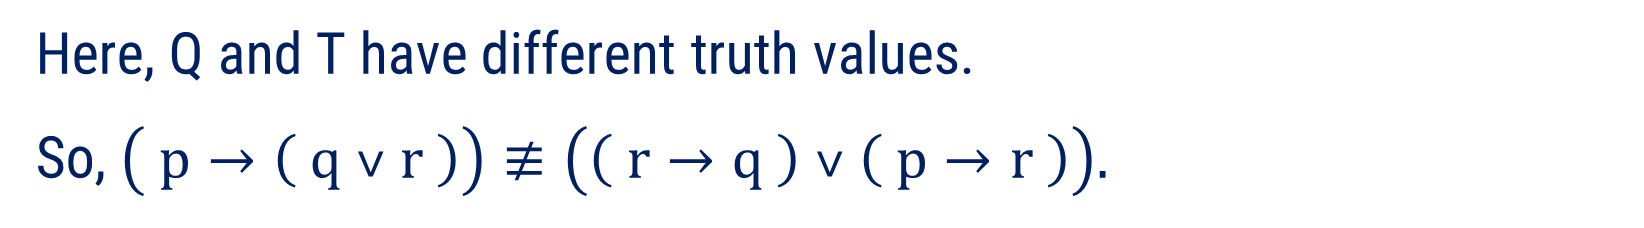 Here, Q and T have different truth values.
So, ( p → ( q ∨ r )) ≢ (( r → q ) ∨ ( p → r )).